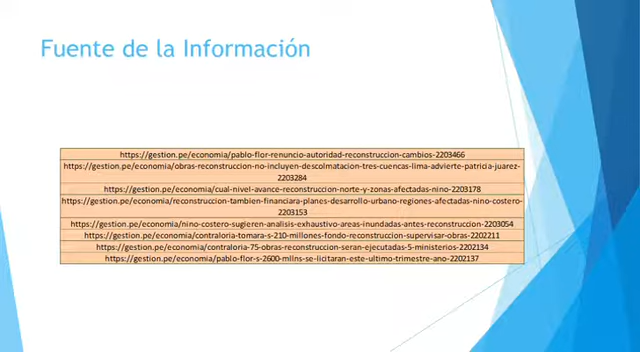 Fuente de la Información
https://gestion.pe/economia/pablo-flor-renuncio-autoridad-reconstruccion-cambios-2203466
https://gestion.pe/economia/obras-reconstruccion-no-incluyen-descolmatacion-tres-cuencas-lima-advierte-patricia-juarez-
2203284
https://gestion.pe/economia/cual-nivel-avance-reconstruccion-norte-y-zonas-afectadas-nino-2203178
https://gestion.pe/economia/reconstruccion-tambien-financiara-planes-desarrollo-urbano-regiones-afectadas-nino-costero-
2203153
https://gestion.pe/economia/nino-costero-sugieren-analisis-exhaustivo-areas-inundadas-antes-reconstruccion-2203054
https://gestion.pe/economia/contraloria-tomara-s-210-millones-fondo-reconstruccion-supervisar-obras-2202211
https://gestion.pe/economia/contraloria-75-obras-reconstruccion-seran-ejecutadas-5-ministerios-2202134
https://gestion.pe/economia/pablo-flor-s-2600-mllns-se-licitaran-este-ultimo-trimestre-ano-2202137